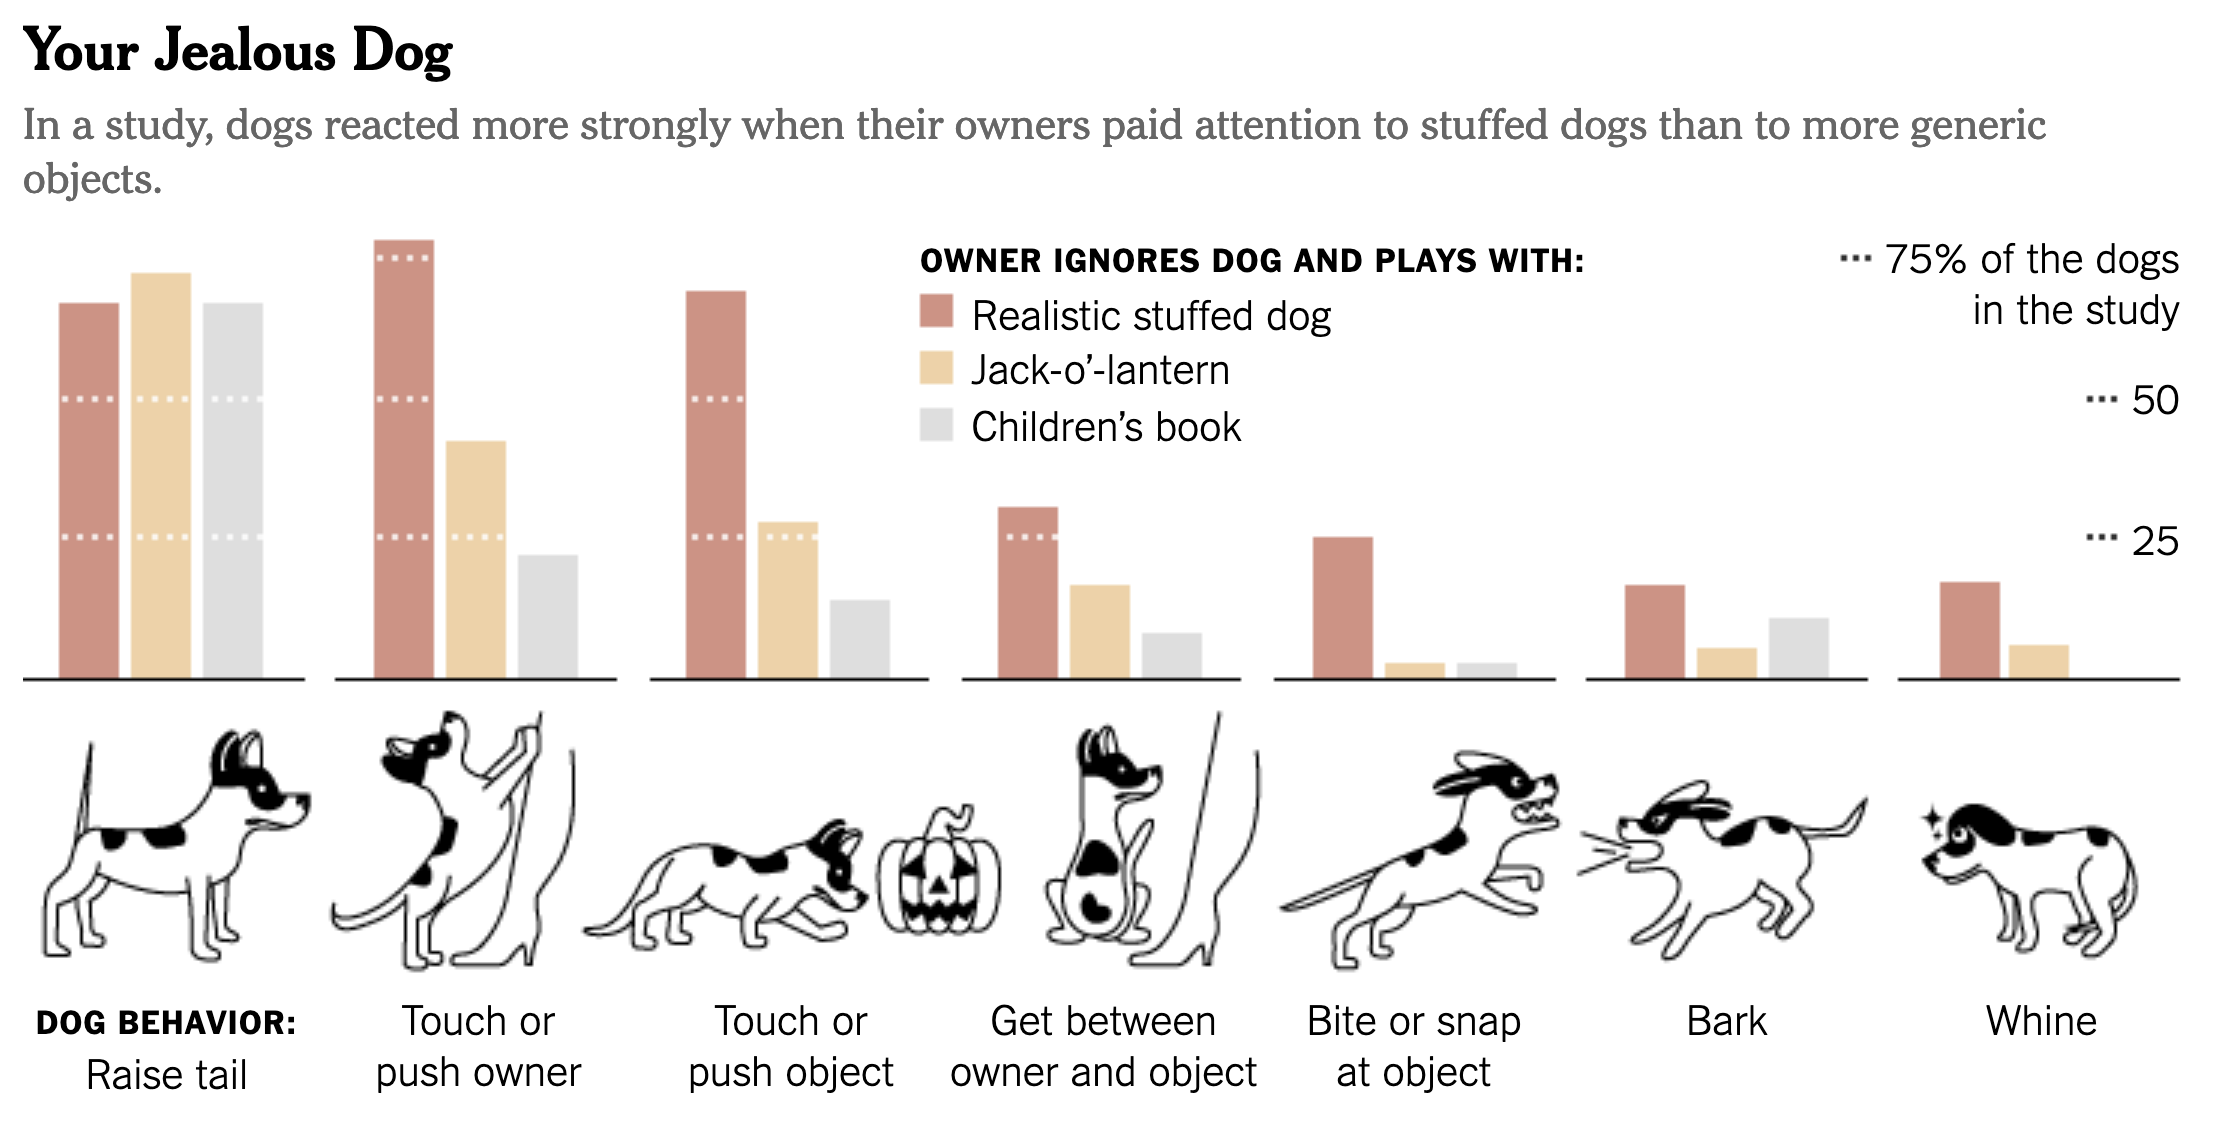 Your Jealous Dog
In a study, dogs reacted more strongly when their owners paid attention to stuffed dogs than to more generic
objects.
OWNER IGNORES DOG AND PLAYS WITH:
Realistic stuffed dog
Jack-o’-lantern
Children’s book
75% of the dogs
in the study
50
25
DOG BEHAVIOR:
Raise tail
Touch or
push owner
Touch or
push object
Get between
owner and object
Bite or snap
at object
Bark
Whine